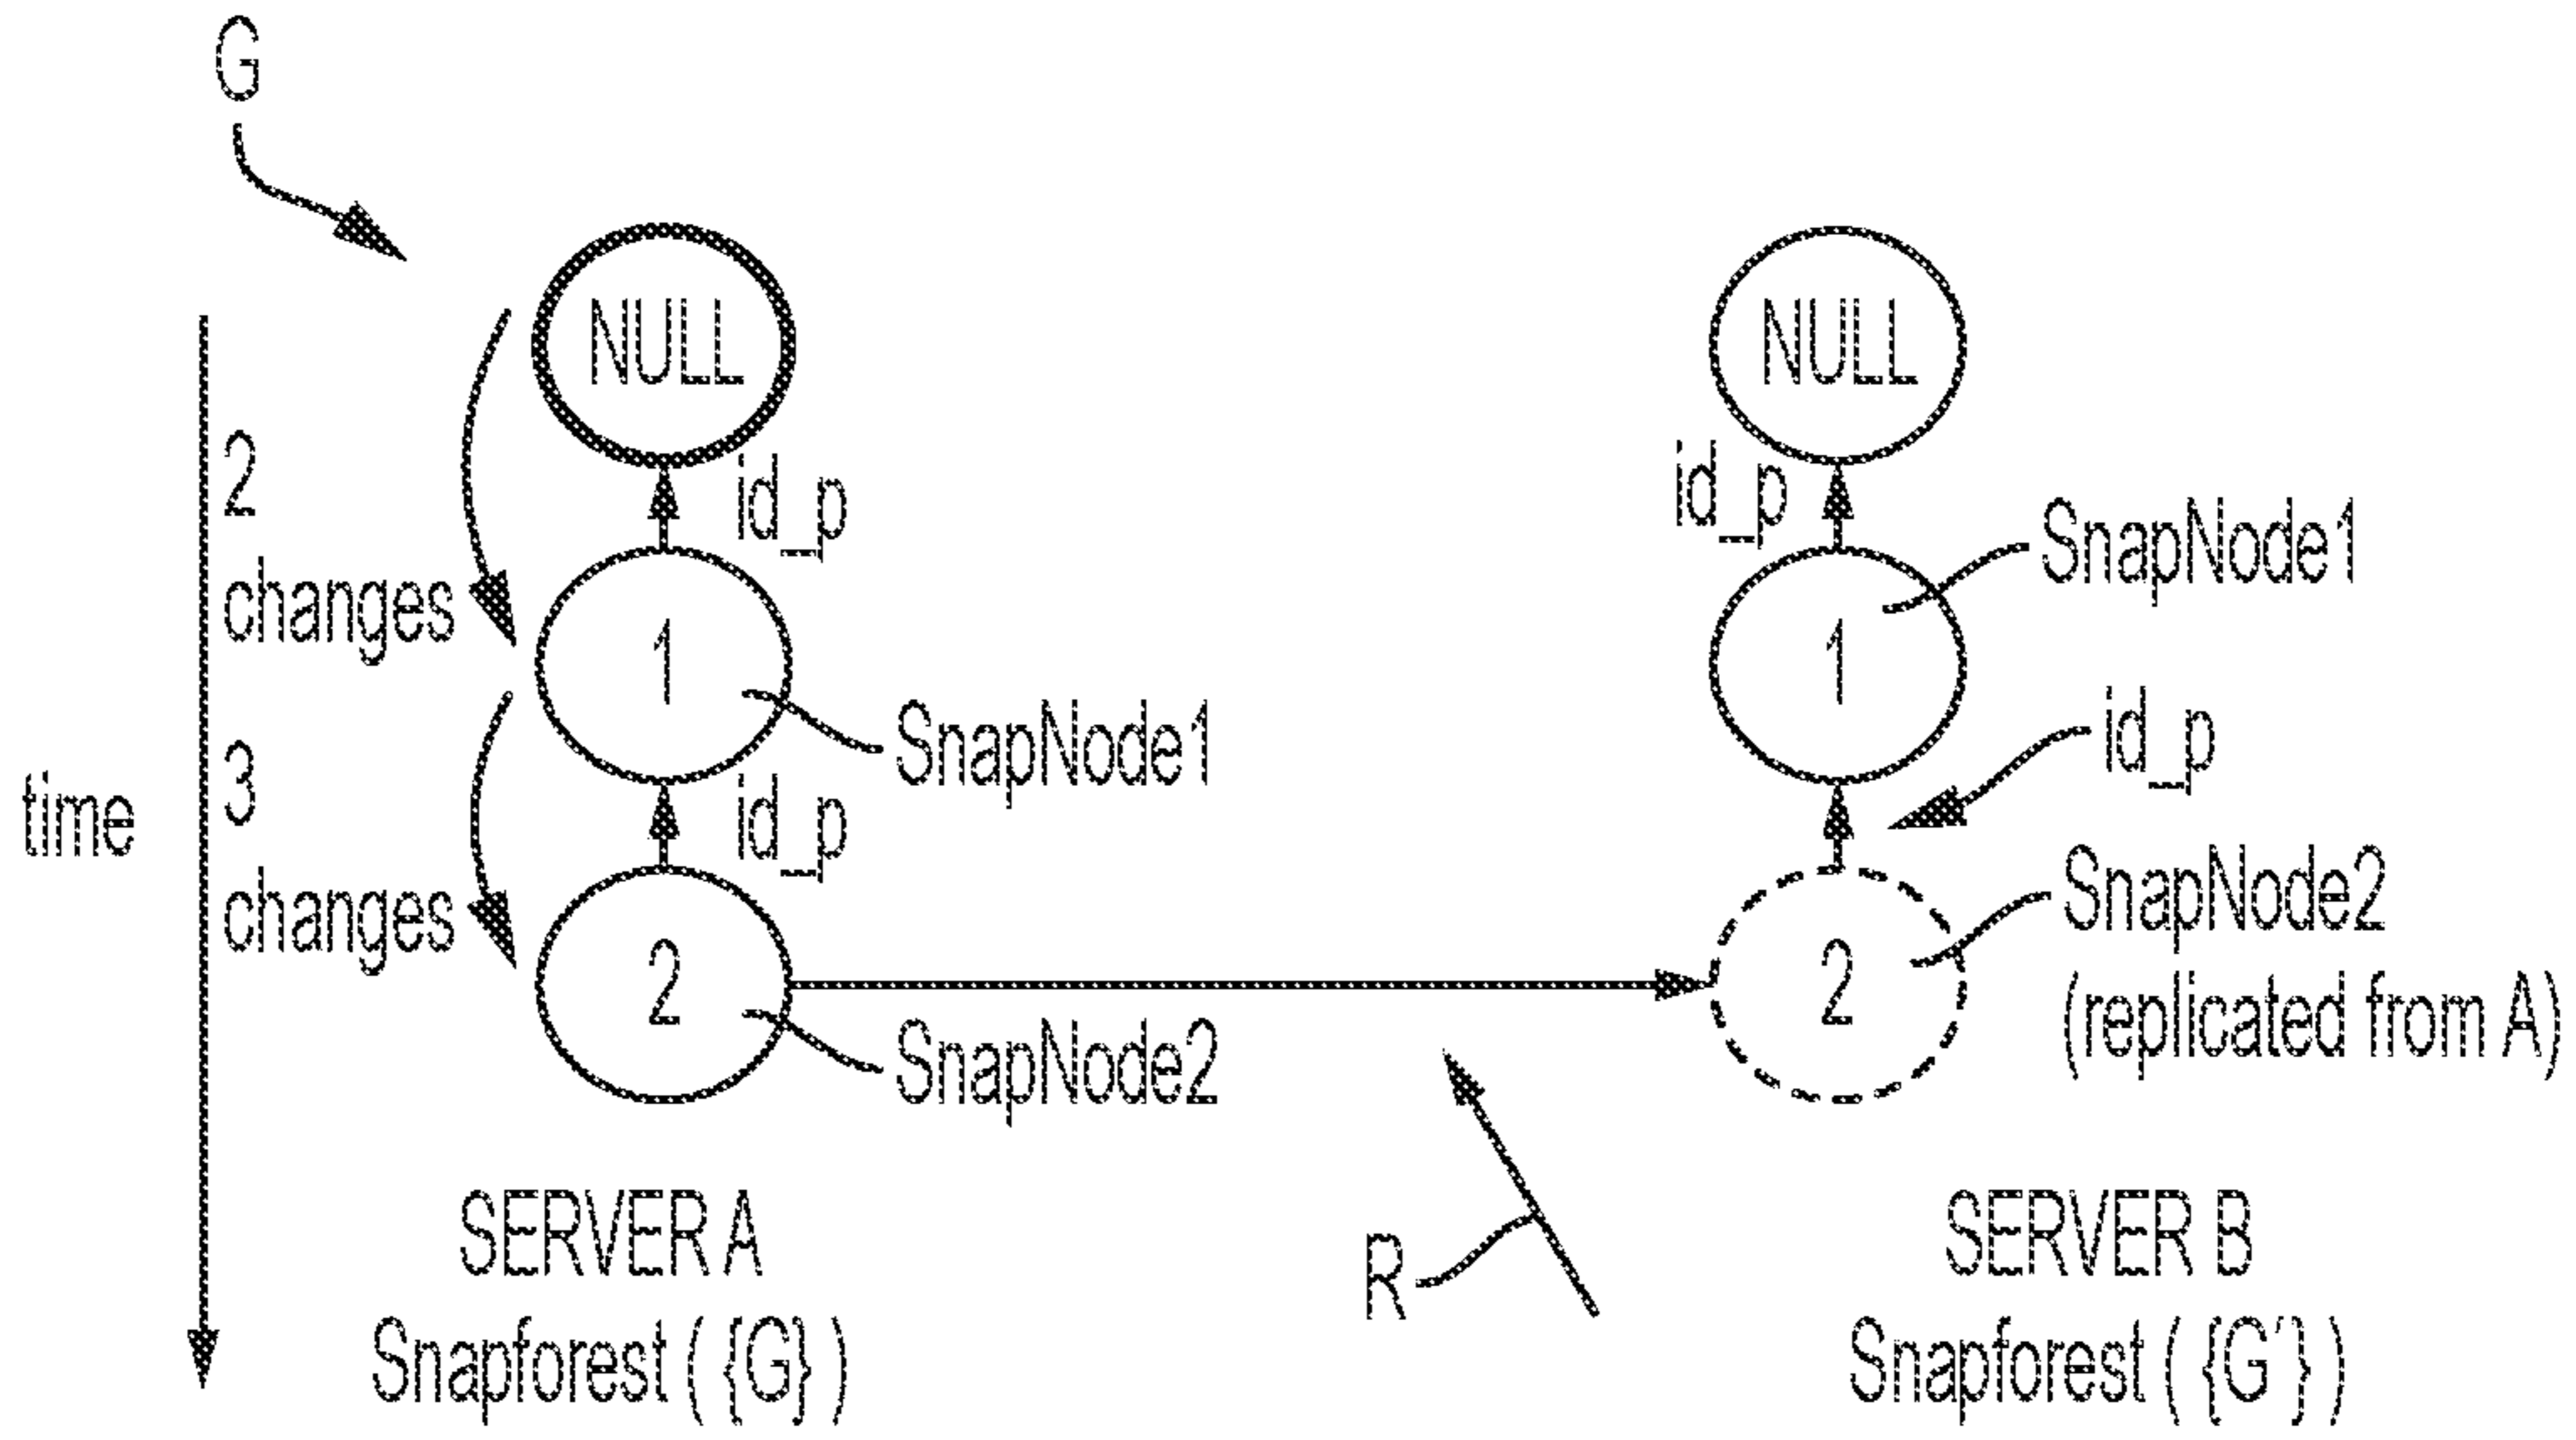 G
NULL
NULL
2
changes
id_p
id_p
SnapNode1
1
1
SnapNode1
id_p
time
3
changes
id_p
SnapNode2
(replicated from A)
2
2
SnapNode2
R
SERVER A
Snapforest ( {G} )
SERVER B
Snapforest ( {G′} )